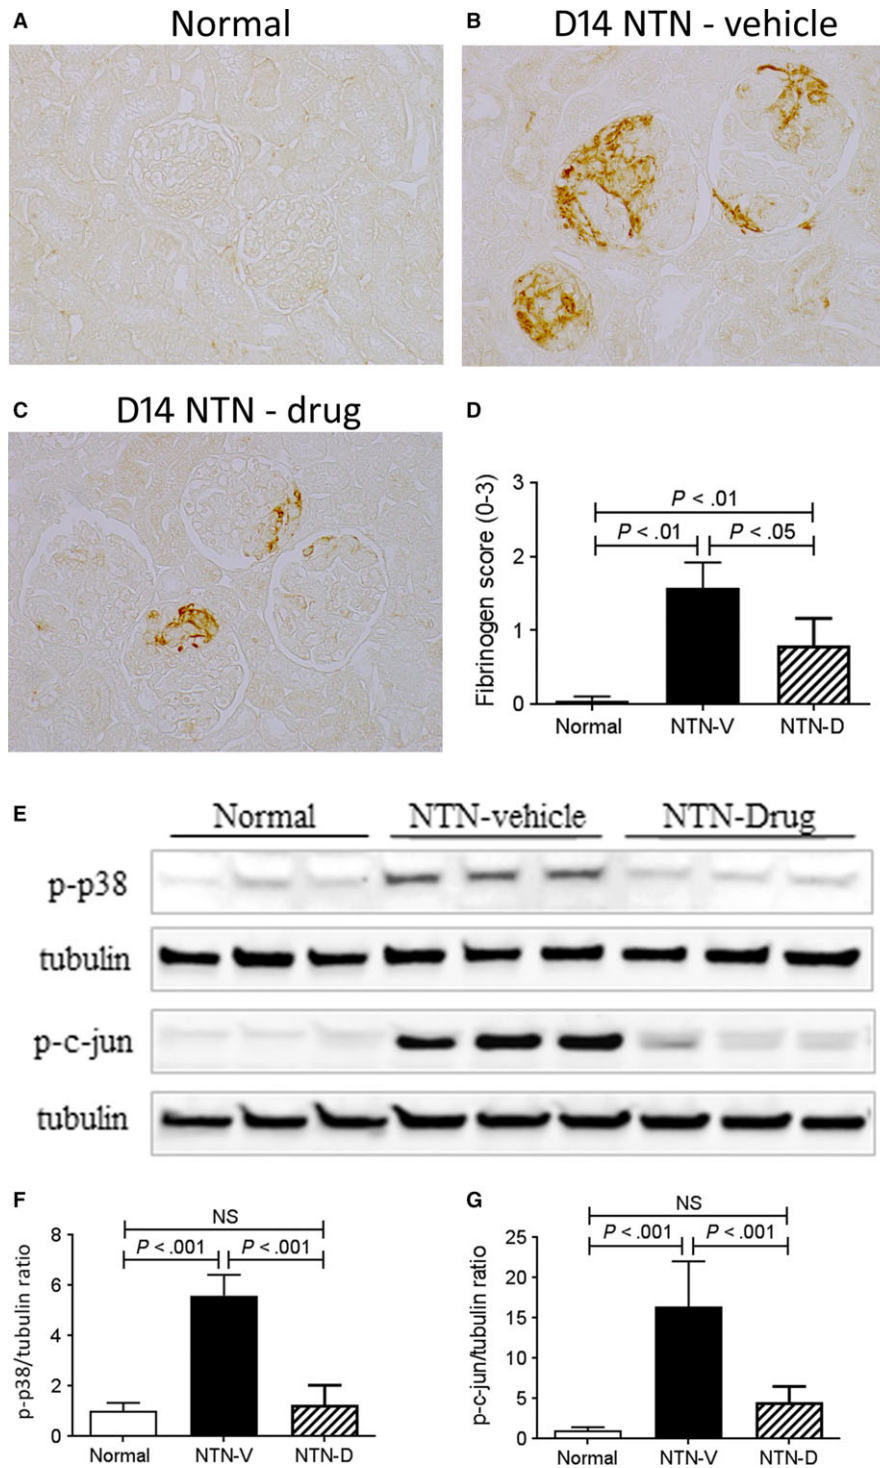 A
Normal
B
D14 NTN - vehicle
C
D14 NTN - drug
D
Fibrinogen score (0-3)
3
2
1
0
P < .01
P < .01
P < .05
Normal
NTN-V
NTN-D
E
Normal
NTN-vehicle
NTN-Drug
p-p38
tubulin
p-c-jun
tubulin
F
p-p38/tubulin ratio
8
6
4
2
0
NS
P < .001
P < .001
Normal
NTN-V
NTN-D
G
p-c-jun/tubulin ratio
25
20
15
10
5
0
NS
P < .001
P < .001
Normal
NTN-V
NTN-D